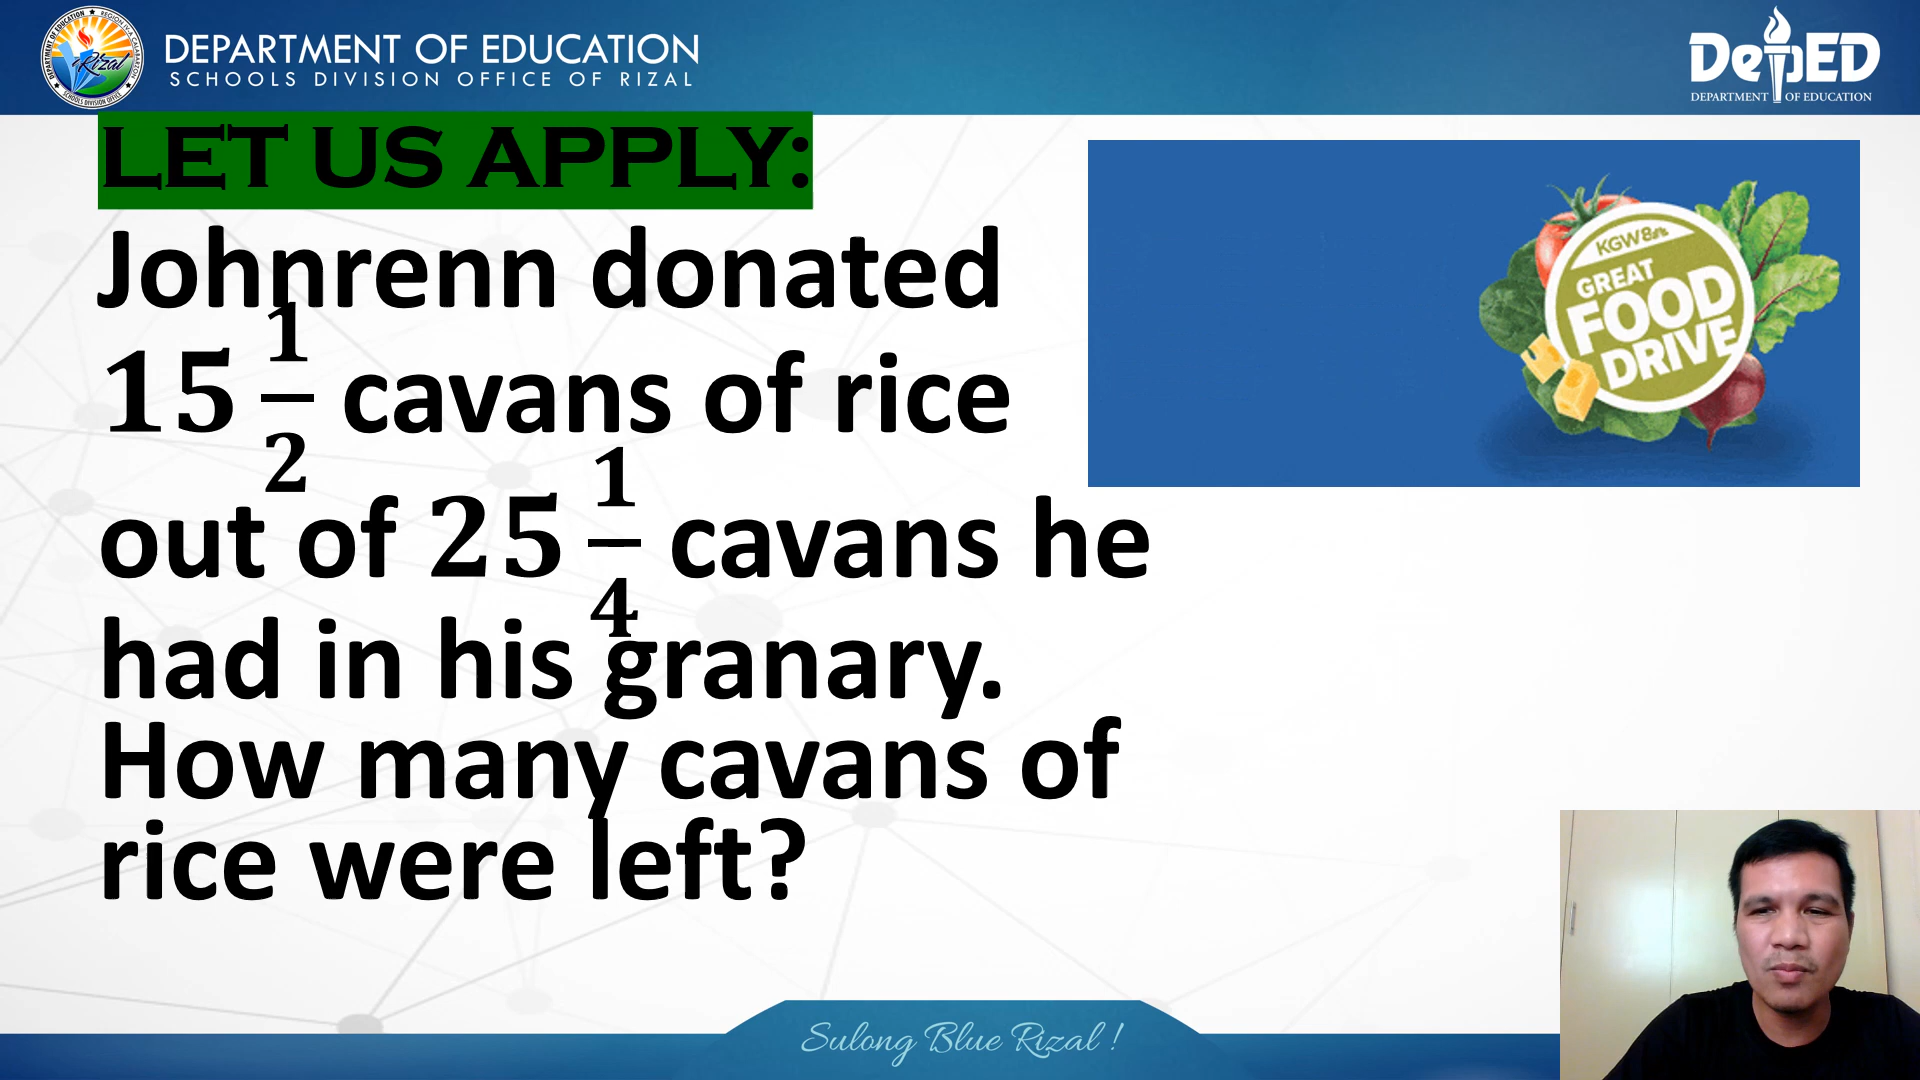 DEPARTMENT OF EDUCATION
SCHOOLS DIVISION OFFICE OF RIZAL
DepED
DEPARTMENT OF EDUCATION
LET US APPLY:
Johnrenn donated
15 1/2 cavans of rice
out of 25 1/4 cavans he
had in his granary.
How many cavans of
rice were left?
KGW8
GREAT
FOOD
DRIVE
Sulong Blue Rizal !